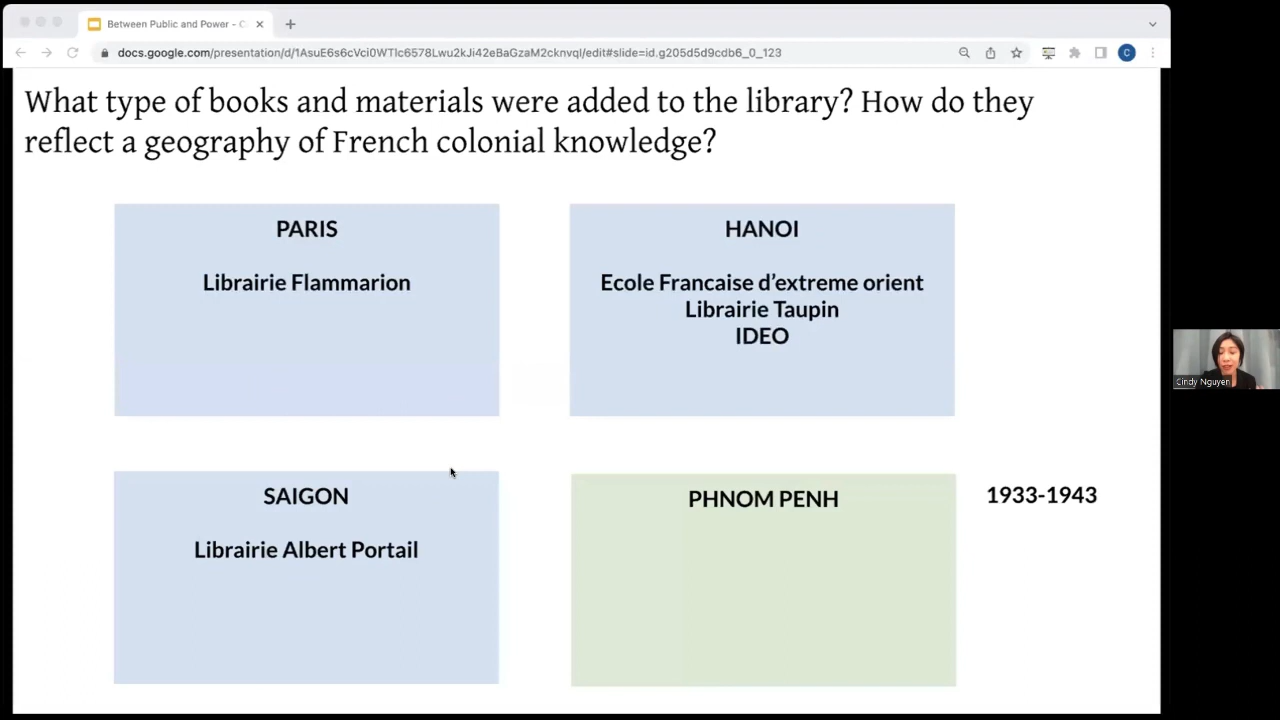 Between Public and Power - C
docs.google.com/presentation/d/1AsuE6s6cVci0WTlc6578Lwu2kJi42eBaGzaM2cknvqI/edit#slide=id.g205d5d9cdb6_0_123
C
What type of books and materials were added to the library? How do they
reflect a geography of French colonial knowledge?
PARIS
Librairie Flammarion
HANOI
Ecole Francaise d’extreme orient
Librairie Taupin
IDEO
SAIGON
Librairie Albert Portail
PHNOM PENH
1933-1943
Cindy Nguyen